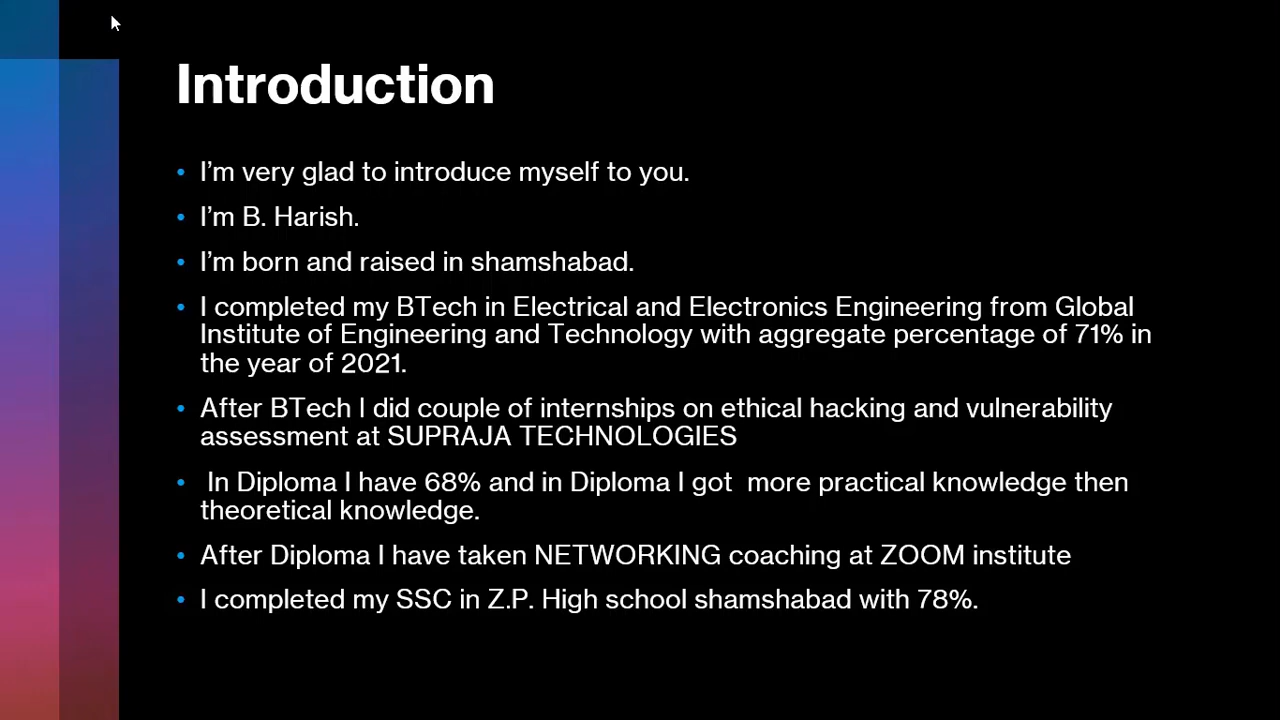 Introduction
• I’m very glad to introduce myself to you.
• I’m B. Harish.
• I’m born and raised in shamshabad.
• I completed my BTech in Electrical and Electronics Engineering from Global
Institute of Engineering and Technology with aggregate percentage of 71% in
the year of 2021.
• After BTech I did couple of internships on ethical hacking and vulnerability
assessment at SUPRAJA TECHNOLOGIES
• In Diploma I have 68% and in Diploma I got  more practical knowledge then
theoretical knowledge.
• After Diploma I have taken NETWORKING coaching at ZOOM institute
• I completed my SSC in Z.P. High school shamshabad with 78%.